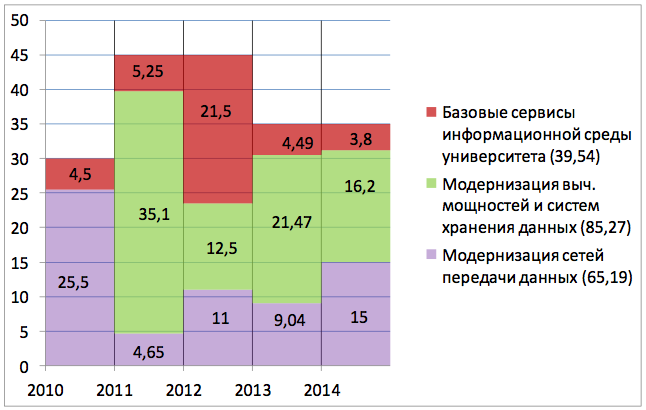 50
45
40
35
30
25
20
15
10
5
0
5,25
21,5
4,5
4,49
3,8
35,1
12,5
21,47
16,2
25,5
4,65
11
9,04
15
2010 2011 2012 2013 2014
Базовые сервисы
информационной среды
университета (39,54)
Модернизация выч.
мощностей и систем
хранения данных (85,27)
Модернизация сетей
передачи данных (65,19)